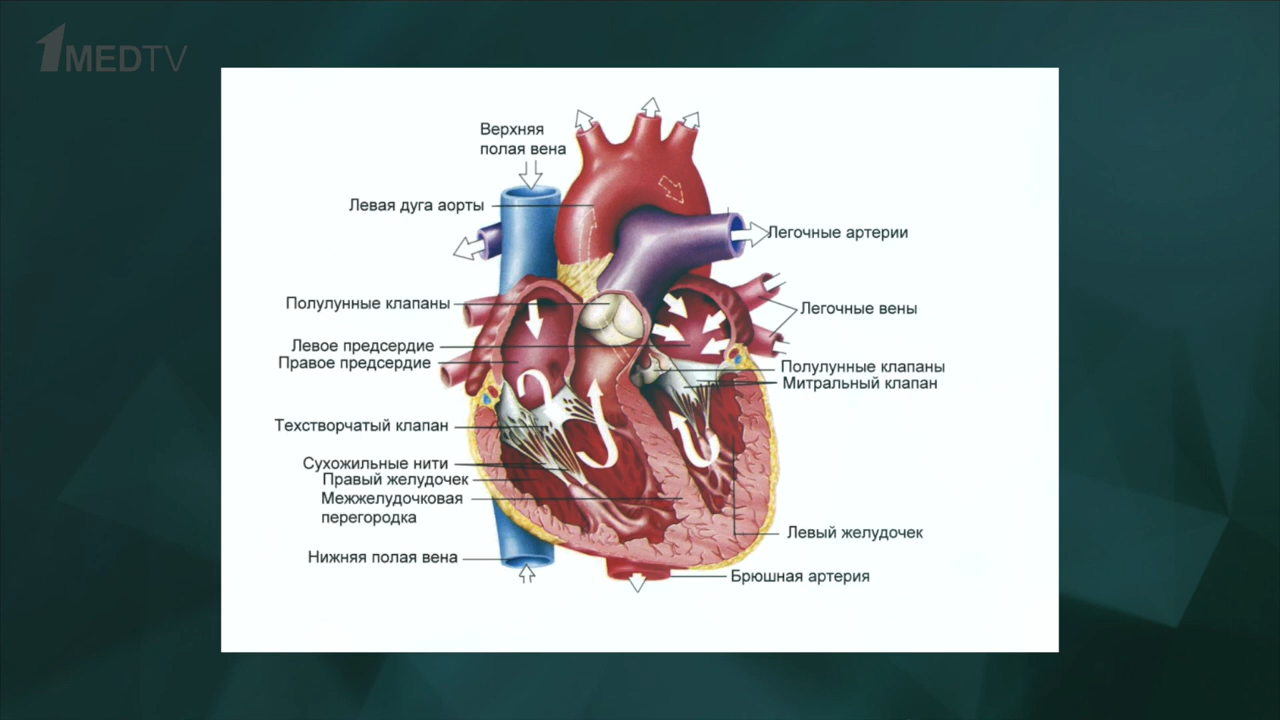 1MEDTV
Верхняя
полая вена
Левая дуга аорты
Легочные артерии
Полулунные клапаны
Легочные вены
Левое предсердие
Правое предсердие
Полулунные клапаны
Митральный клапан
Техстворчатый клапан
Сухожильные нити
Правый желудочек
Межжелудочковая
перегородка
Левый желудочек
Нижняя полая вена
Брюшная артерия